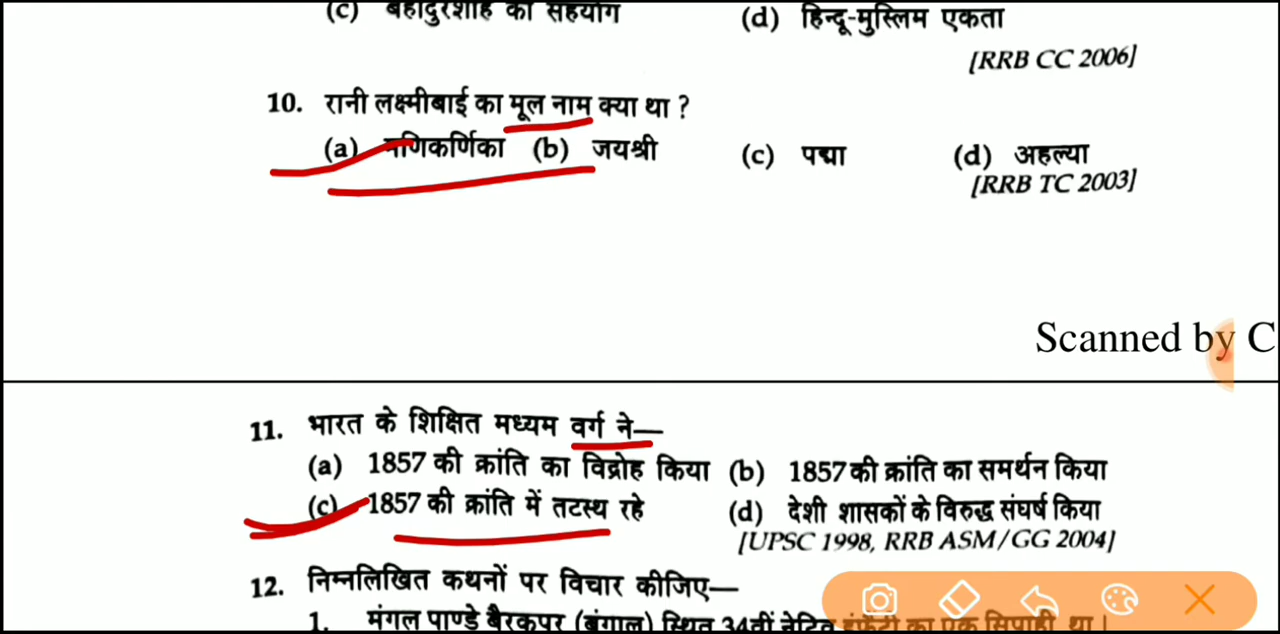 (c) बहादुरशाह का सहयोग (d) हिन्दू-मुस्लिम एकता
[RRB CC 2006]
10. रानी लक्ष्मीबाई का मूल नाम क्या था ?
(a) मणिकर्णिका (b) जयश्री (c) पद्मा (d) अहल्या
[RRB TC 2003]
Scanned by C
11. भारत के शिक्षित मध्यम वर्ग ने—
(a) 1857 की क्रांति का विद्रोह किया (b) 1857 की क्रांति का समर्थन किया
(c) 1857 की क्रांति में तटस्थ रहे (d) देशी शासकों के विरुद्ध संघर्ष किया
[UPSC 1998, RRB ASM/GG 2004]
12. निम्नलिखित कथनों पर विचार कीजिए—
1. मंगल पाण्डे बैरकपुर (बंगाल) स्थित 34वीं नेटिव इंफेंट्री का एक सिपाही था।